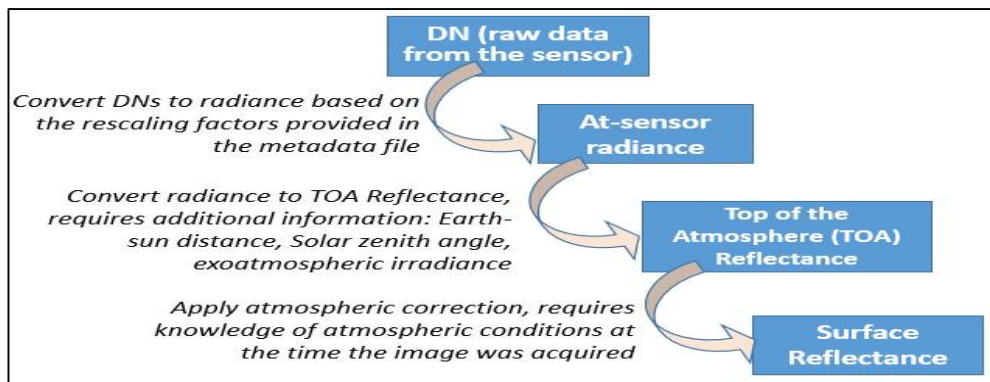 DN (raw data
from the sensor)
Convert DNs to radiance based on
the rescaling factors provided in
the metadata file
At-sensor
radiance
Convert radiance to TOA Reflectance,
requires additional information: Earth-
sun distance, Solar zenith angle,
exoatmospheric irradiance
Top of the
Atmosphere (TOA)
Reflectance
Apply atmospheric correction, requires
knowledge of atmospheric conditions at
the time the image was acquired
Surface
Reflectance